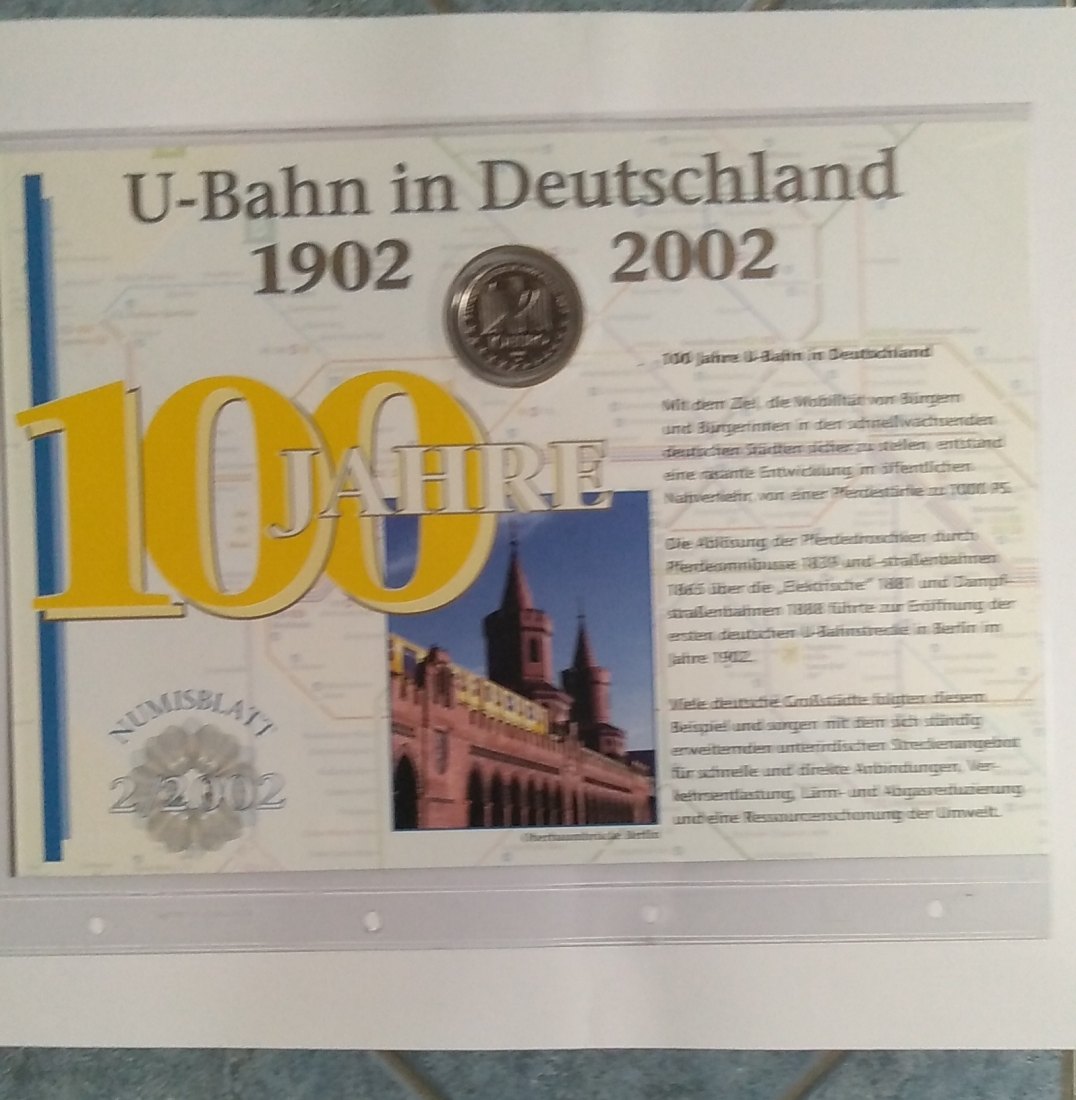 U-Bahn in Deutschland
1902 2002
100
JAHRE
100 Jahre U-Bahn in Deutschland
Mit dem Ziel, die Mobilität von Bürgern
und Bürgerinnen in den schnellwachsenden
deutschen Städten sicher zu stellen, entstand
eine rasante Entwicklung im öffentlichen
Nahverkehr, von einer Pferdestärke zu 1000 PS.
Die Ablösung der Pferdedroschken durch
Pferdeomnibusse 1839 und -straßenbahnen
1865 über die „Elektrische" 1881 und Dampf-
straßenbahnen 1888 führte zur Eröffnung der
ersten deutschen U-Bahnstrecke in Berlin im
Jahre 1902.
Viele deutsche Großstädte folgten diesem
Beispiel und sorgen mit dem sich ständig
erweiternden unterirdischen Streckenangebot
für schnelle und direkte Anbindungen, Ver-
kehrsentlastung, Lärm- und Abgasreduzierung
und eine Ressourcenschonung der Umwelt.
NUMISBLATT
2/2002
Oberbaumbrücke Berlin